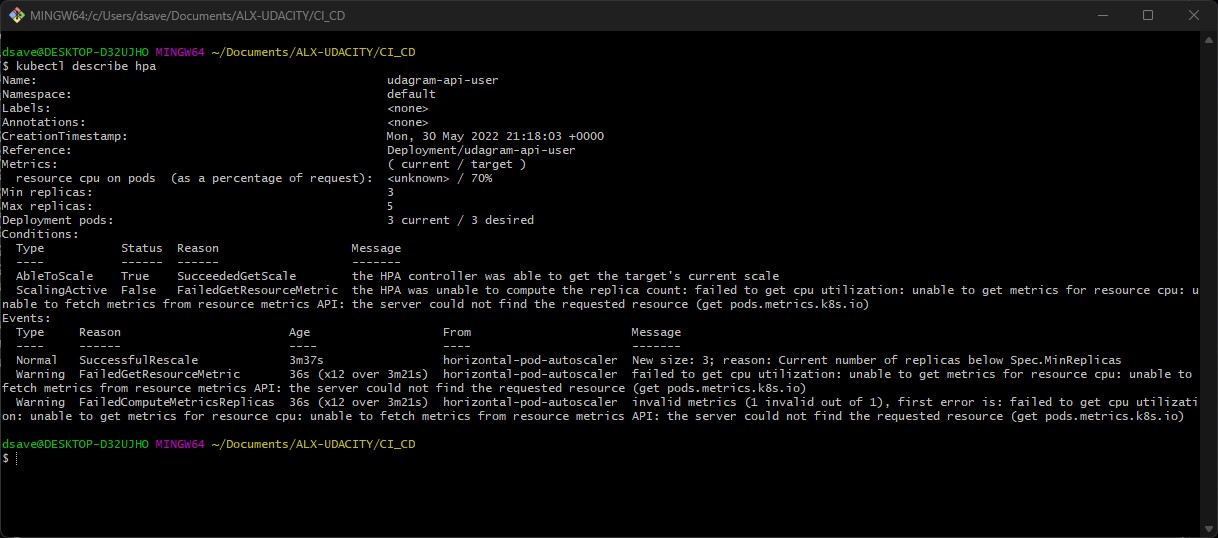 MINGW64:/c/Users/dsave/Documents/ALX-UDACITY/CI_CD
dsave@DESKTOP-D32UJHO MINGW64 ~/Documents/ALX-UDACITY/CI_CD
$ kubectl describe hpa
Name:                                                  udagram-api-user
Namespace:                                             default
Labels:                                                <none>
Annotations:                                           <none>
CreationTimestamp:                                     Mon, 30 May 2022 21:18:03 +0000
Reference:                                             Deployment/udagram-api-user
Metrics:                                               ( current / target )
  resource cpu on pods  (as a percentage of request):  <unknown> / 70%
Min replicas:                                          3
Max replicas:                                          5
Deployment pods:                                       3 current / 3 desired
Conditions:
  Type           Status  Reason                   Message
  ----           ------  ------                   -------
  AbleToScale    True    SucceededGetScale        the HPA controller was able to get the target's current scale
  ScalingActive  False   FailedGetResourceMetric  the HPA was unable to compute the replica count: failed to get cpu utilization: unable to get metrics for resource cpu: u
nable to fetch metrics from resource metrics API: the server could not find the requested resource (get pods.metrics.k8s.io)
Events:
  Type     Reason                        Age                   From                       Message
  ----     ------                        ----                  ----                       -------
  Normal   SuccessfulRescale             3m37s                 horizontal-pod-autoscaler  New size: 3; reason: Current number of replicas below Spec.MinReplicas
  Warning  FailedGetResourceMetric       36s (x12 over 3m21s)  horizontal-pod-autoscaler  failed to get cpu utilization: unable to get metrics for resource cpu: unable to
fetch metrics from resource metrics API: the server could not find the requested resource (get pods.metrics.k8s.io)
  Warning  FailedComputeMetricsReplicas  36s (x12 over 3m21s)  horizontal-pod-autoscaler  invalid metrics (1 invalid out of 1), first error is: failed to get cpu utilizati
on: unable to get metrics for resource cpu: unable to fetch metrics from resource metrics API: the server could not find the requested resource (get pods.metrics.k8s.io)
dsave@DESKTOP-D32UJHO MINGW64 ~/Documents/ALX-UDACITY/CI_CD
$